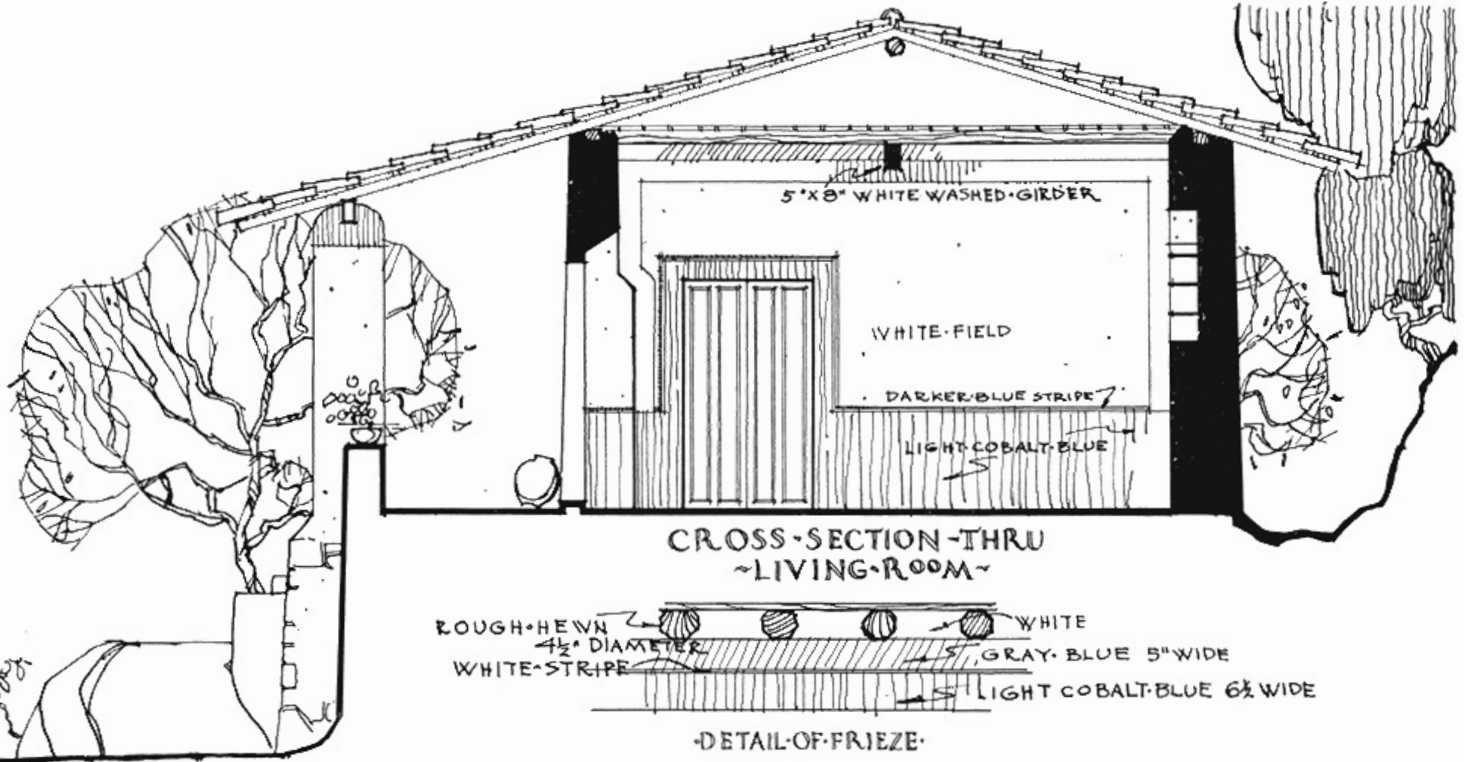 5"X8" WHITE WASHED·GIRDER
WHITE·FIELD
DARKER·BLUE STRIPE
LIGHT·COBALT·BLUE
CROSS·SECTION-THRU
~LIVING·ROOM~
ROUGH·HEWN
4½" DIAMETER
WHITE·STRIPE
WHITE
GRAY·BLUE 5" WIDE
LIGHT COBALT·BLUE 6½ WIDE
·DETAIL·OF·FRIEZE·